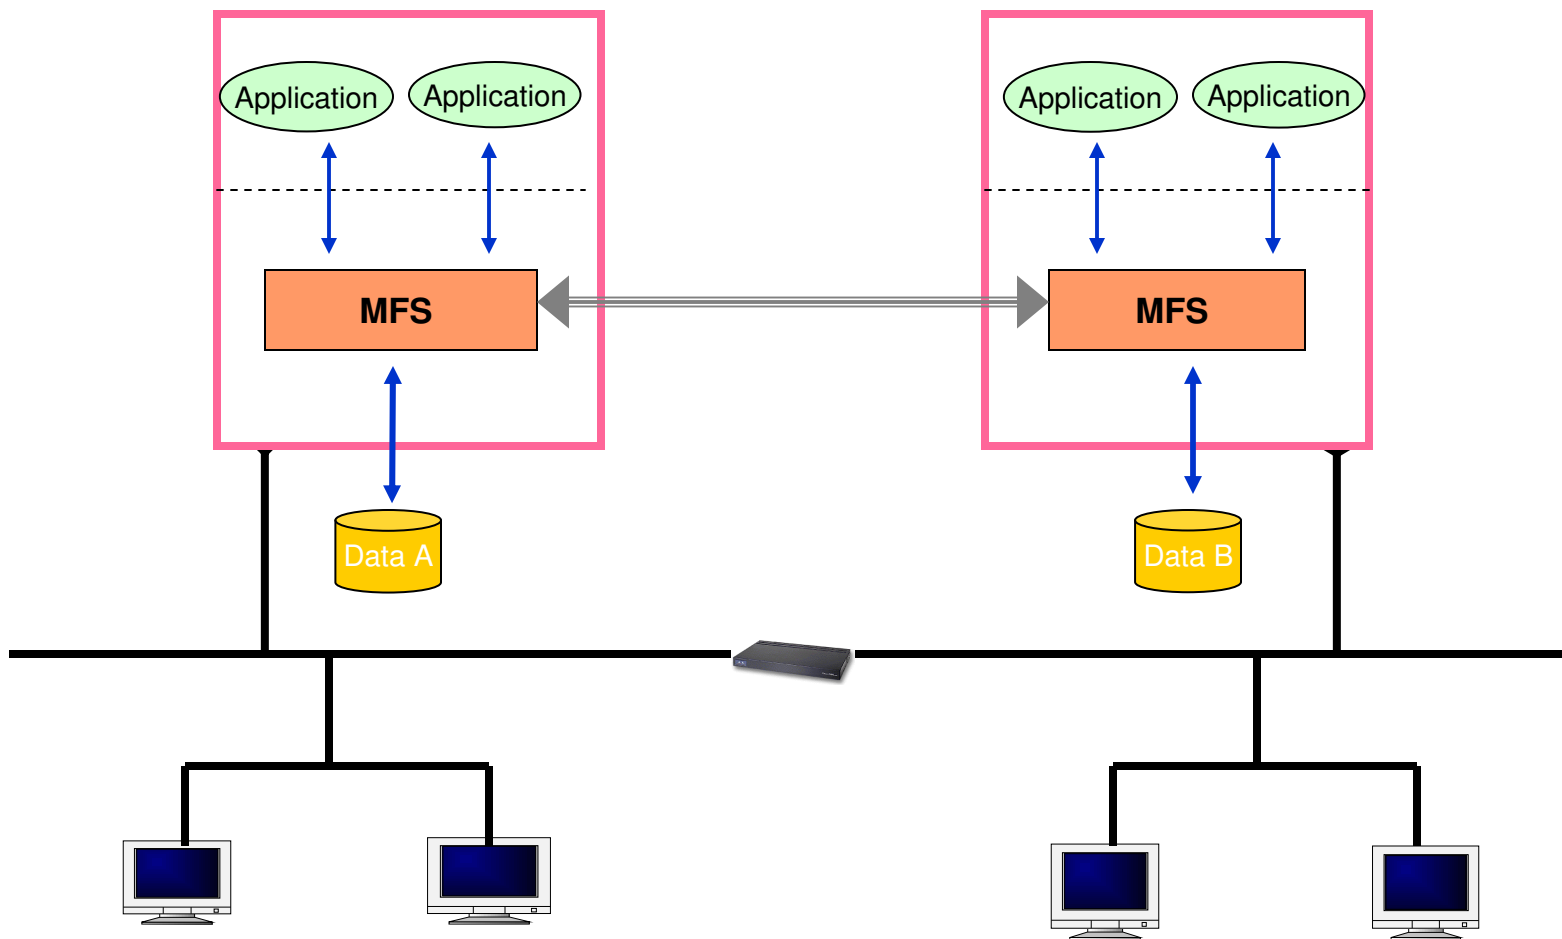 Application
Application
Application
Application
MFS
MFS
Data A
Data B